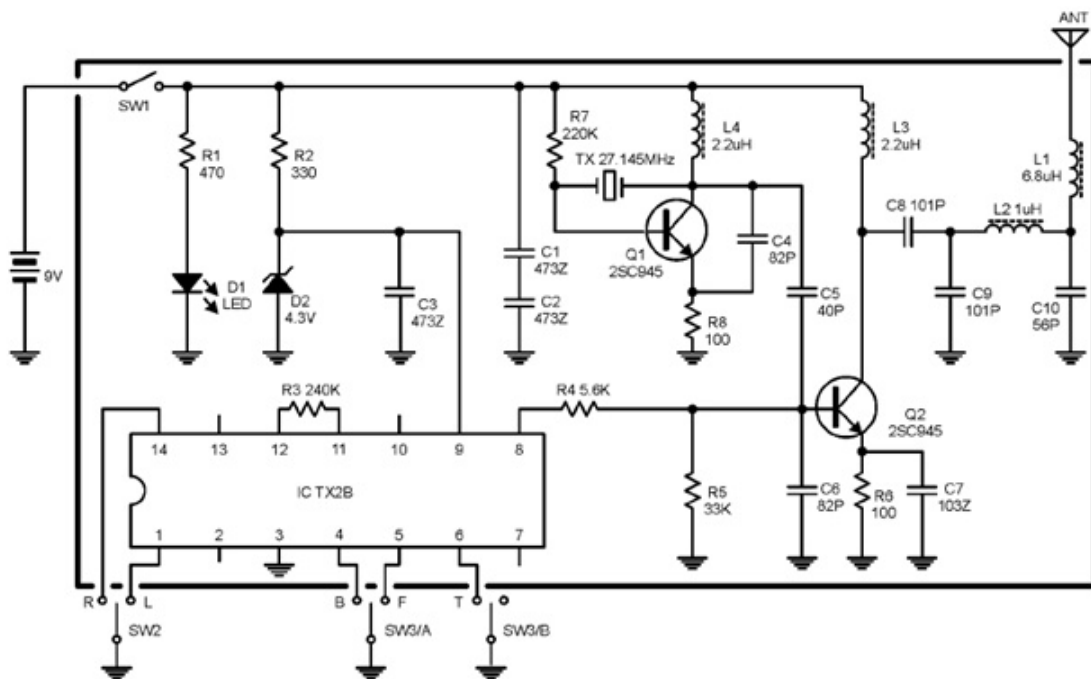 ANT
SW1
R7
220K
L4
2.2uH
L3
2.2uH
R1
470
R2
330
TX 27.145MHz
L1
6.8uH
C8 101P
L2 1uH
Q1
2SC945
C4
82P
9V
D1
LED
D2
4.3V
C3
473Z
C1
473Z
C2
473Z
C5
40P
C9
101P
C10
56P
R8
100
R3 240K
R4 5.6K
Q2
2SC945
14
13
12
11
10
9
8
IC TX2B
R5
33K
C6
82P
R6
100
C7
103Z
1
2
3
4
5
6
7
R
L
B
F
T
SW2
SW3/A
SW3/B